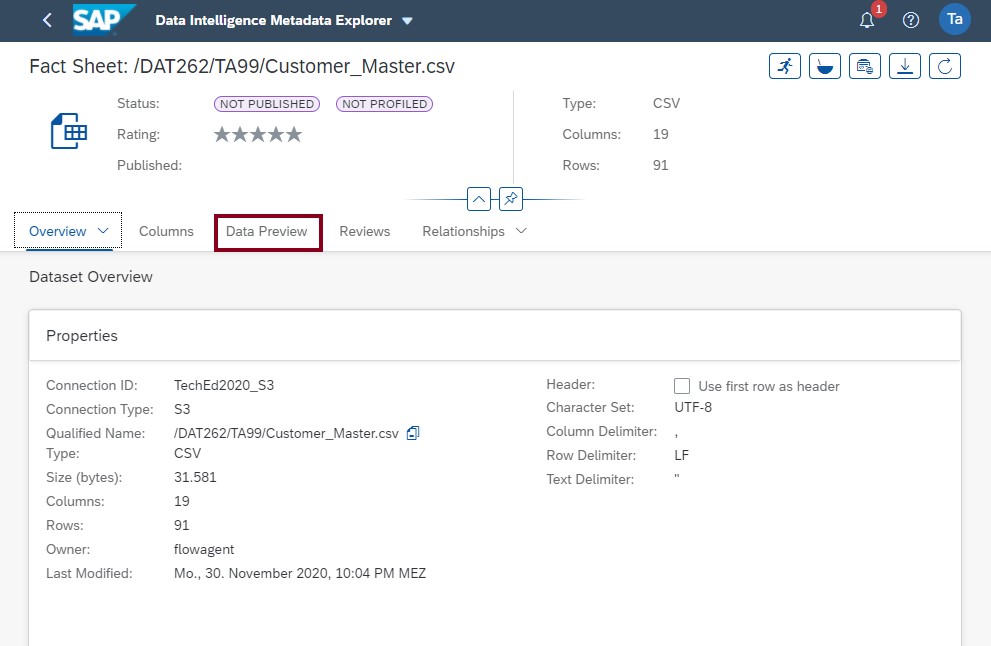 SAP Data Intelligence Metadata Explorer 1 Ta
Fact Sheet: /DAT262/TA99/Customer_Master.csv
Status: NOT PUBLISHED NOT PROFILED
Rating:
Published:
Type: CSV
Columns: 19
Rows: 91
Overview Columns Data Preview Reviews Relationships
Dataset Overview
Properties
Connection ID: TechEd2020_S3
Connection Type: S3
Qualified Name: /DAT262/TA99/Customer_Master.csv
Type: CSV
Size (bytes): 31.581
Columns: 19
Rows: 91
Owner: flowagent
Last Modified: Mo., 30. November 2020, 10:04 PM MEZ
Header: Use first row as header
Character Set: UTF-8
Column Delimiter: ,
Row Delimiter: LF
Text Delimiter: "